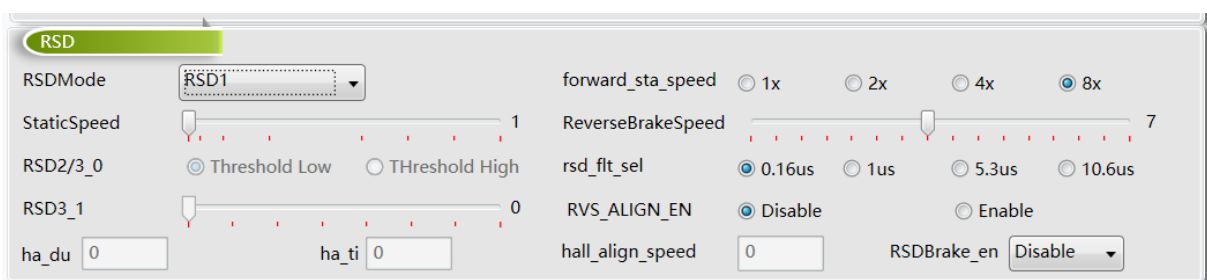 RSD
RSDMode RSD1 forward_sta_speed 1x 2x 4x 8x
StaticSpeed 1 ReverseBrakeSpeed 7
RSD2/3_0 Threshold Low THreshold High rsd_flt_sel 0.16us 1us 5.3us 10.6us
RSD3_1 0 RVS_ALIGN_EN Disable Enable
ha_du 0 ha_ti 0 hall_align_speed 0 RSDBrake_en Disable